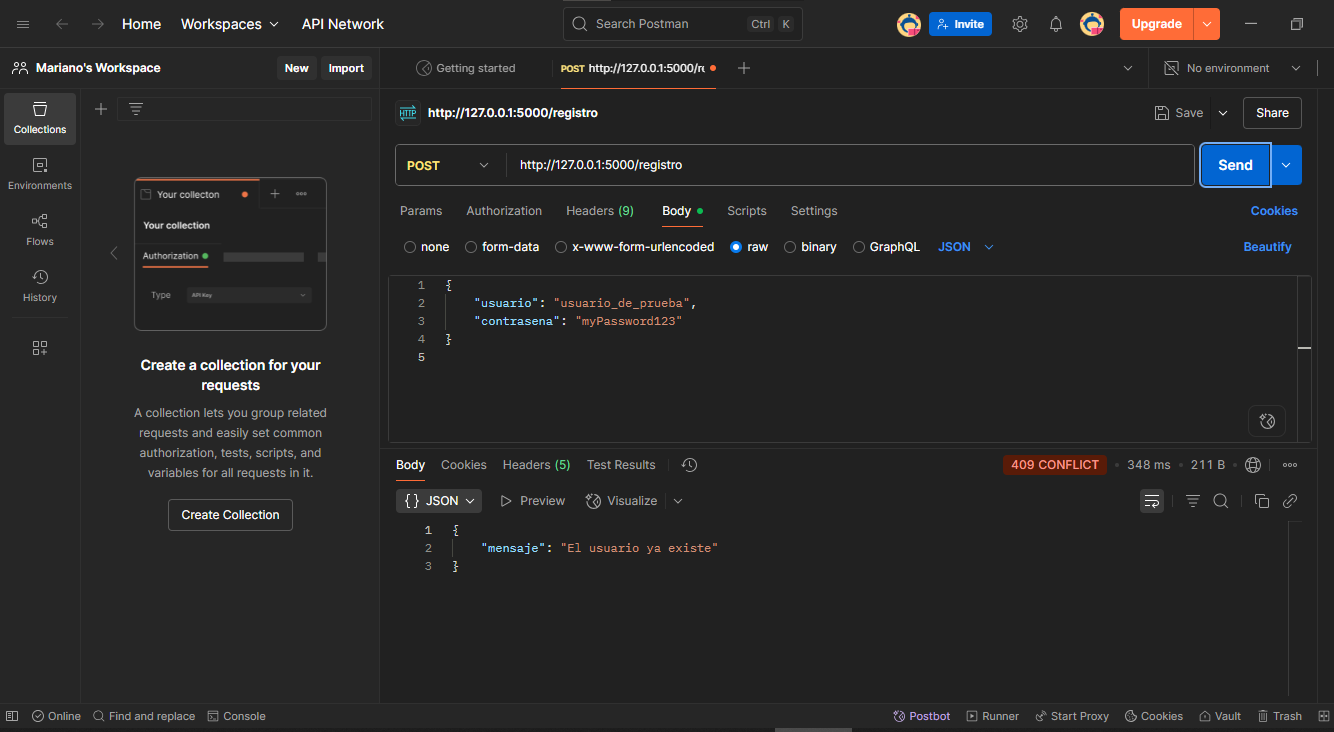 Home Workspaces API Network Search Postman Ctrl K Invite Upgrade
Mariano's Workspace New Import Getting started POST http://127.0.0.1:5000/re No environment
HTTP http://127.0.0.1:5000/registro Save Share
Collections
Environments
Flows
History
Your collecton
Your collection
Authorization
Type API Key
Create a collection for your
requests
A collection lets you group related
requests and easily set common
authorization, tests, scripts, and
variables for all requests in it.
Create Collection
POST http://127.0.0.1:5000/registro Send
Params Authorization Headers (9) Body Scripts Settings Cookies
none form-data x-www-form-urlencoded raw binary GraphQL JSON Beautify
1 {
2 "usuario": "usuario_de_prueba",
3 "contrasena": "myPassword123"
4 }
5
Body Cookies Headers (5) Test Results 409 CONFLICT 348 ms 211 B
{} JSON Preview Visualize
1 {
2 "mensaje": "El usuario ya existe"
3 }
Online Find and replace Console Postbot Runner Start Proxy Cookies Vault Trash